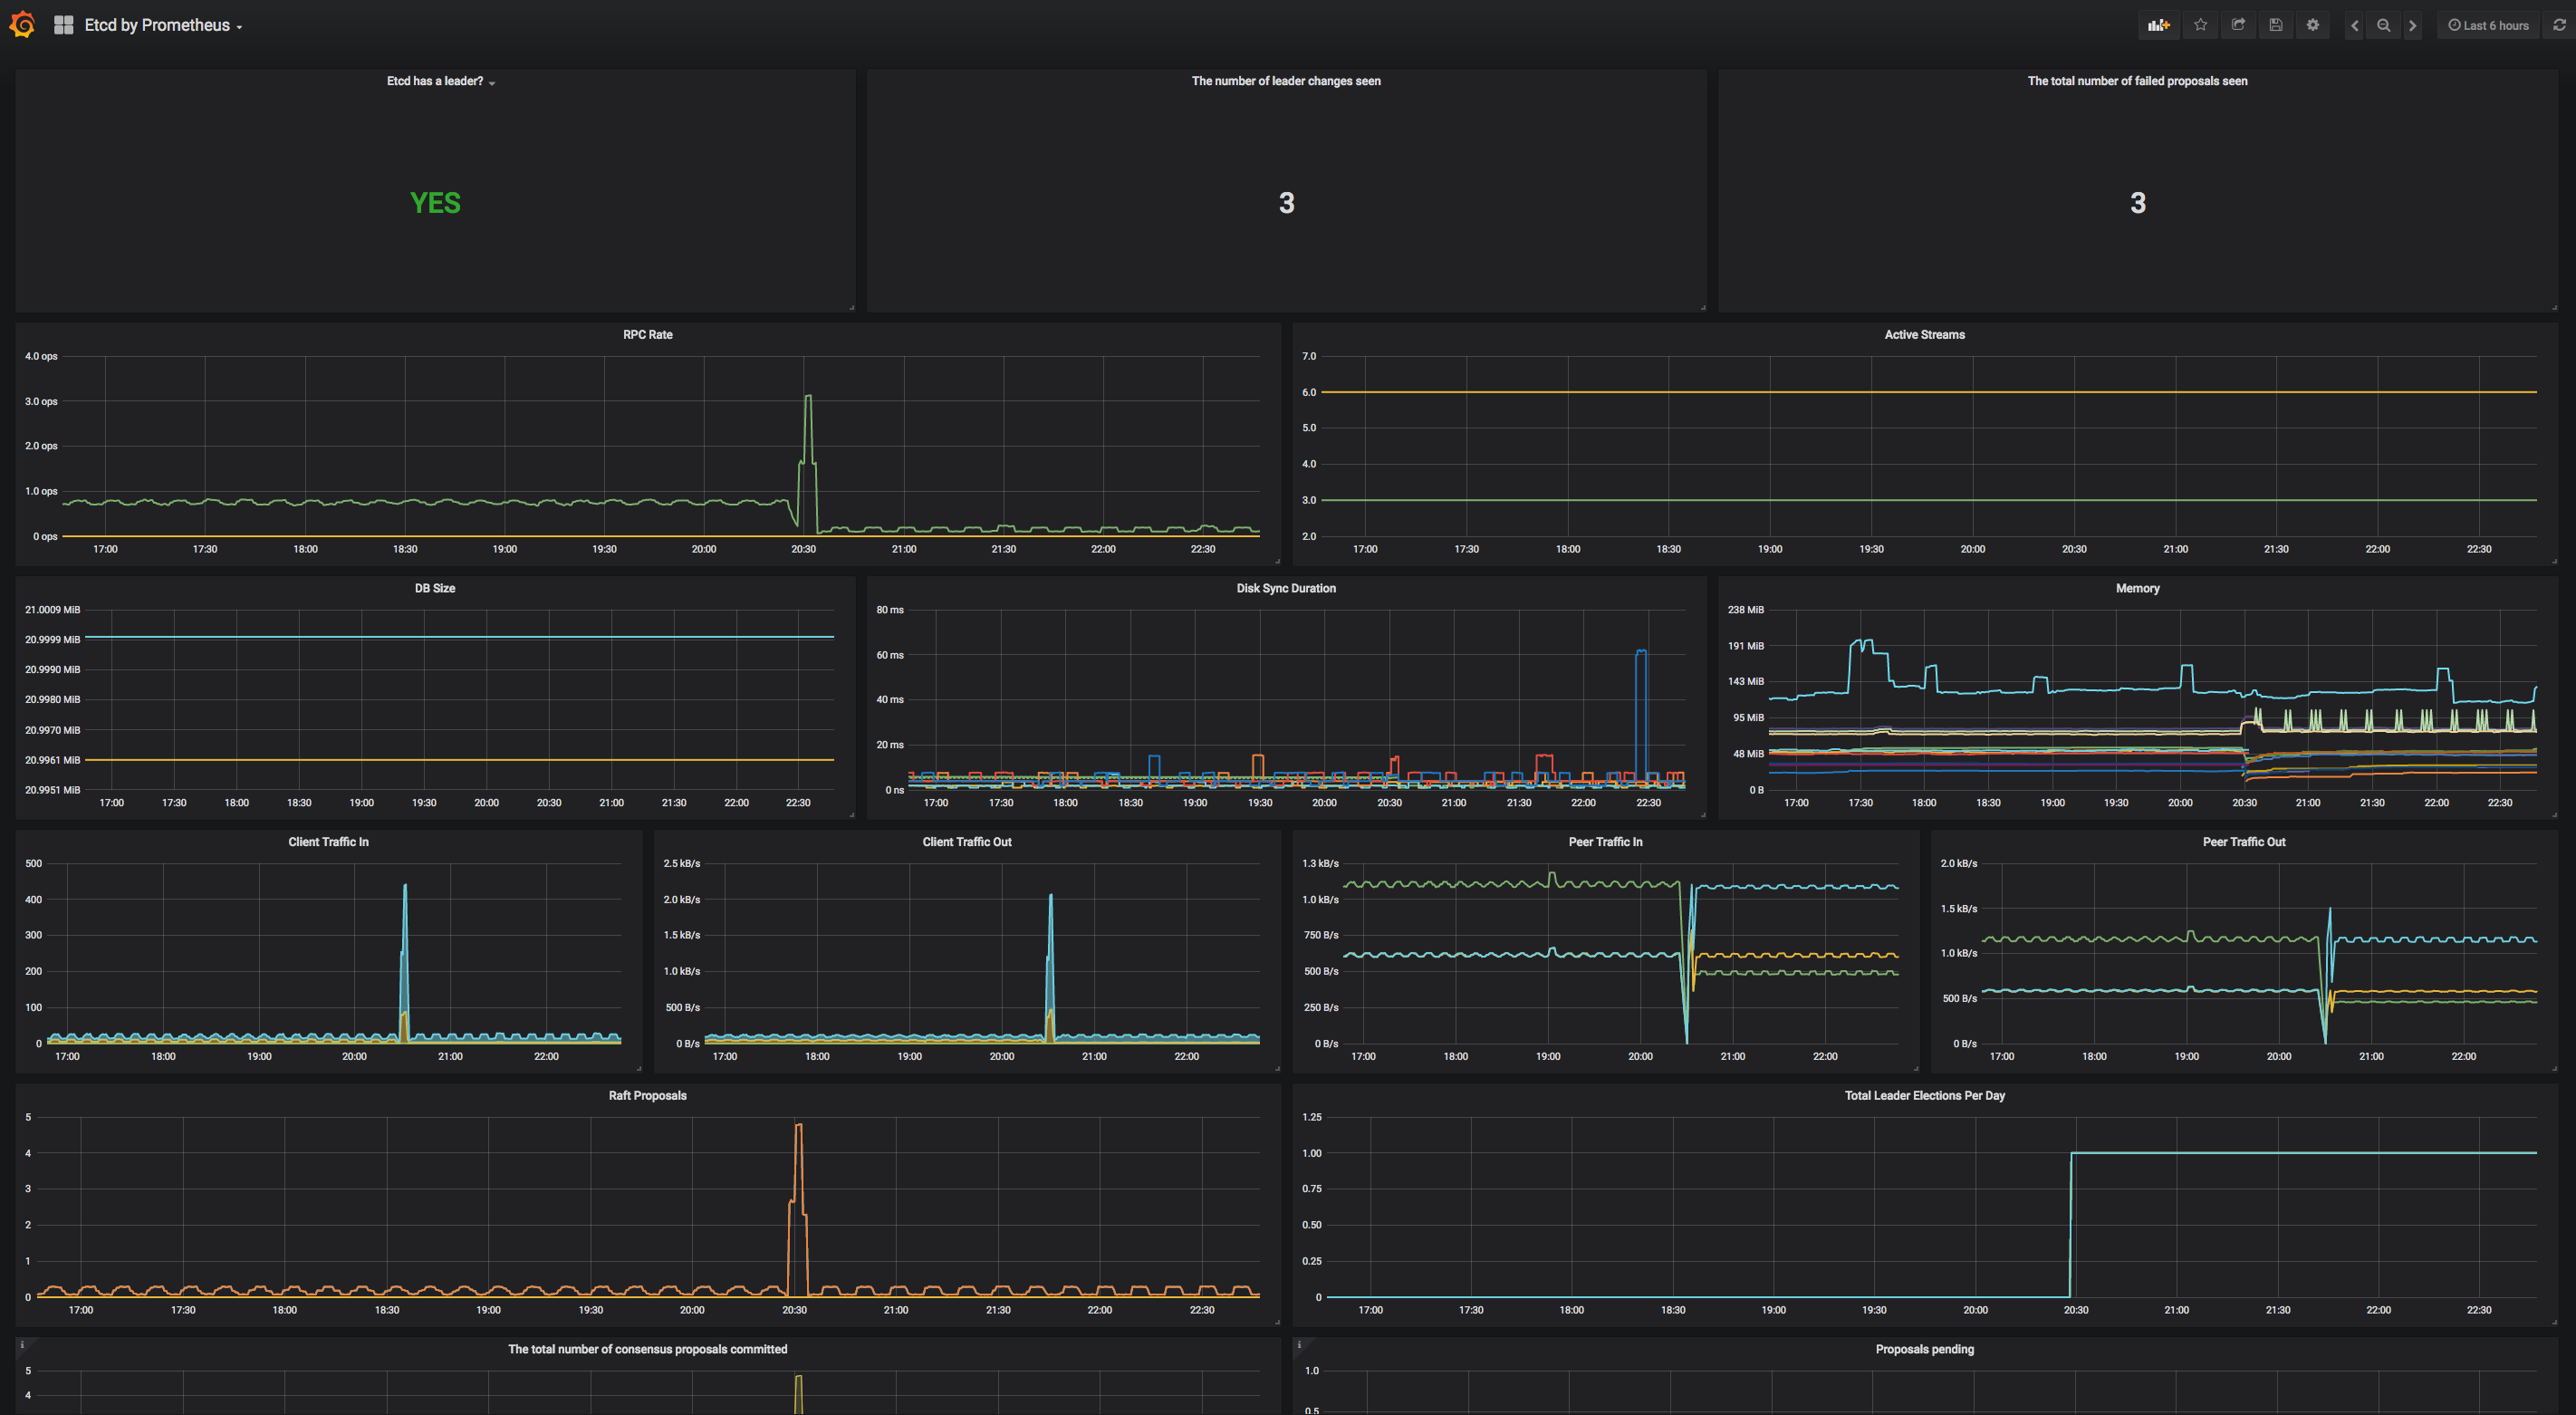 Etcd by Prometheus
Last 6 hours
Etcd has a leader?
YES
The number of leader changes seen
3
The total number of failed proposals seen
3
RPC Rate
4.0 ops
3.0 ops
2.0 ops
1.0 ops
0 ops
17:00 17:30 18:00 18:30 19:00 19:30 20:00 20:30 21:00 21:30 22:00 22:30
Active Streams
7.0
6.0
5.0
4.0
3.0
2.0
17:00 17:30 18:00 18:30 19:00 19:30 20:00 20:30 21:00 21:30 22:00 22:30
DB Size
21.0009 MiB
20.9999 MiB
20.9990 MiB
20.9980 MiB
20.9970 MiB
20.9961 MiB
20.9951 MiB
17:00 17:30 18:00 18:30 19:00 19:30 20:00 20:30 21:00 21:30 22:00 22:30
Disk Sync Duration
80 ms
60 ms
40 ms
20 ms
0 ns
17:00 17:30 18:00 18:30 19:00 19:30 20:00 20:30 21:00 21:30 22:00 22:30
Memory
238 MiB
191 MiB
143 MiB
95 MiB
48 MiB
0 B
17:00 17:30 18:00 18:30 19:00 19:30 20:00 20:30 21:00 21:30 22:00 22:30
Client Traffic In
500
400
300
200
100
0
17:00 18:00 19:00 20:00 21:00 22:00
Client Traffic Out
2.5 kB/s
2.0 kB/s
1.5 kB/s
1.0 kB/s
500 B/s
0 B/s
17:00 18:00 19:00 20:00 21:00 22:00
Peer Traffic In
1.3 kB/s
1.0 kB/s
750 B/s
500 B/s
250 B/s
0 B/s
17:00 18:00 19:00 20:00 21:00 22:00
Peer Traffic Out
2.0 kB/s
1.5 kB/s
1.0 kB/s
500 B/s
0 B/s
17:00 18:00 19:00 20:00 21:00 22:00
Raft Proposals
5
4
3
2
1
0
17:00 17:30 18:00 18:30 19:00 19:30 20:00 20:30 21:00 21:30 22:00 22:30
Total Leader Elections Per Day
1.25
1.00
0.75
0.50
0.25
0
17:00 17:30 18:00 18:30 19:00 19:30 20:00 20:30 21:00 21:30 22:00 22:30
i
The total number of consensus proposals committed
5
4
i
Proposals pending
1.0
0.5